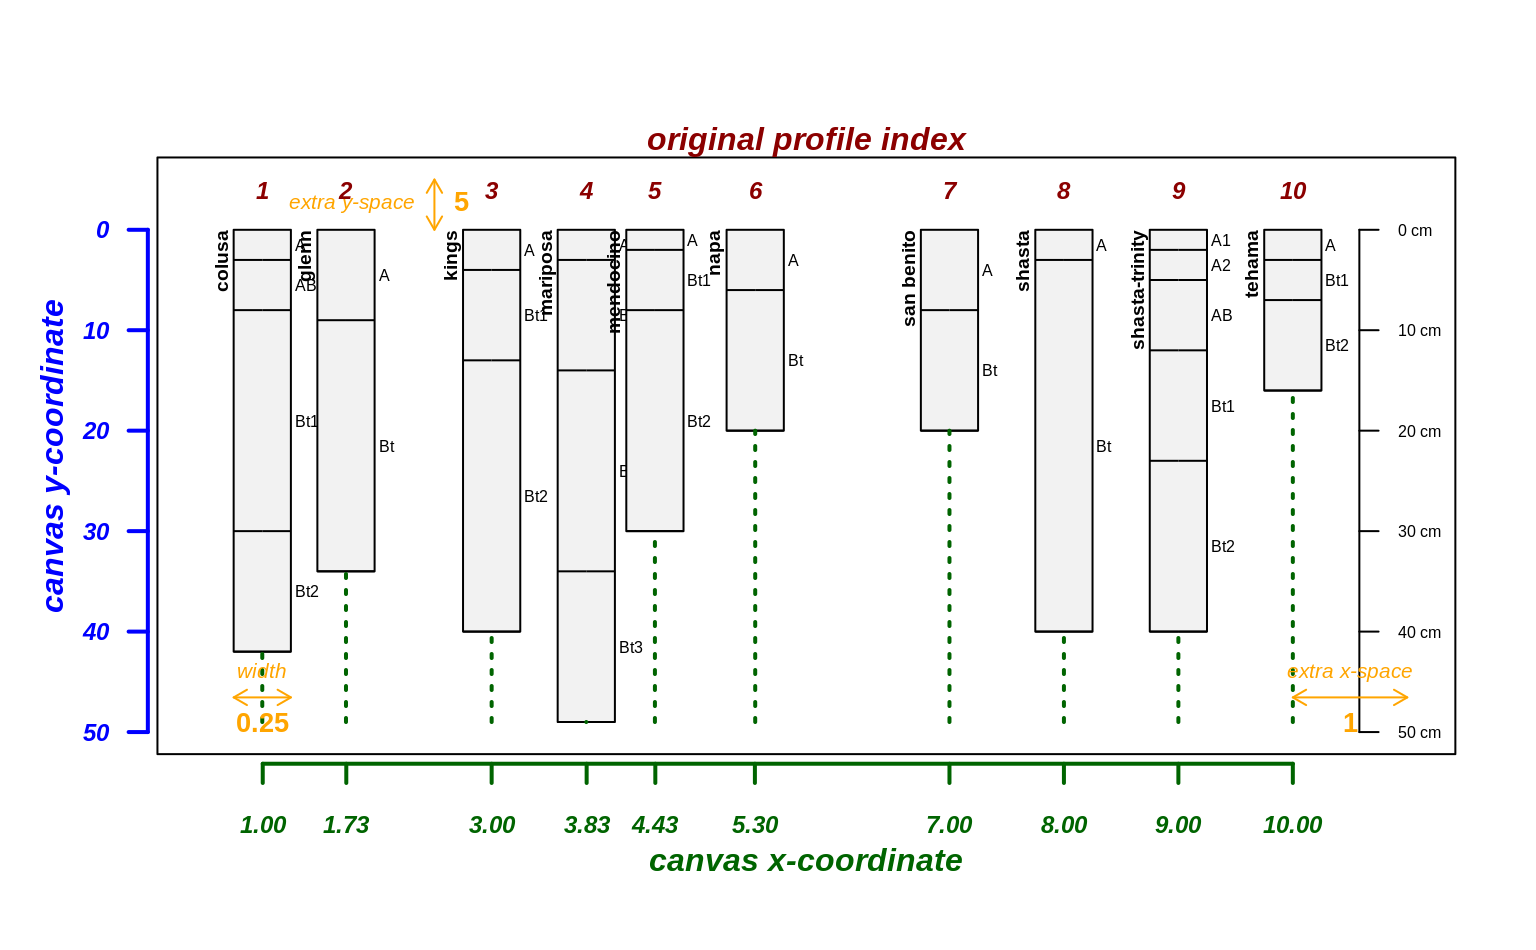 original profile index
1 2 3 4 5 6 7 8 9 10
extra y-space 5
canvas y-coordinate
0
10
20
30
40
50
colusa
A
AB
Bt1
Bt2
glenn
A
Bt
kings
A
Bt1
Bt2
mariposa
A
Bt3
mendocino
A
Bt1
Bt2
napa
A
Bt
san benito
A
Bt
shasta
A
Bt
shasta-trinity
A1
A2
AB
Bt1
Bt2
tehama
A
Bt1
Bt2
0 cm
10 cm
20 cm
30 cm
40 cm
50 cm
width
0.25
extra x-space
1
1.00 1.73 3.00 3.83 4.43 5.30 7.00 8.00 9.00 10.00
canvas x-coordinate